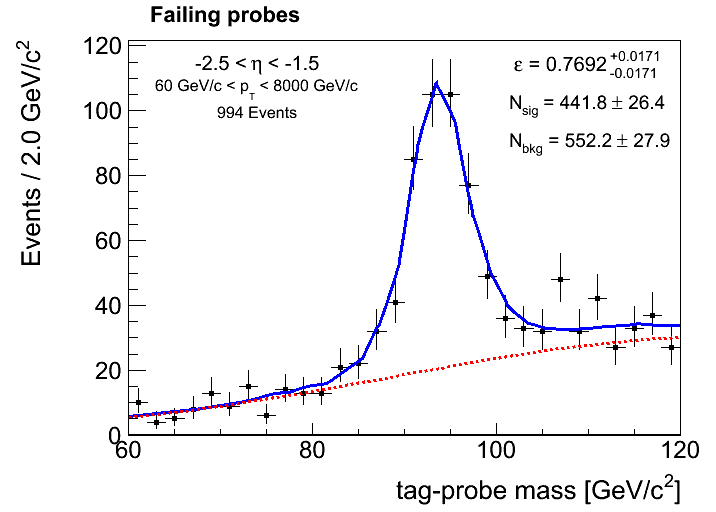 Failing probes
-2.5 < η < -1.5
60 GeV/c < p_T < 8000 GeV/c
994 Events
ε = 0.7692 +0.0171 -0.0171
N_sig = 441.8 ± 26.4
N_bkg = 552.2 ± 27.9
Events / 2.0 GeV/c²
120
100
80
60
40
20
0
60 80 100 120
tag-probe mass [GeV/c²]